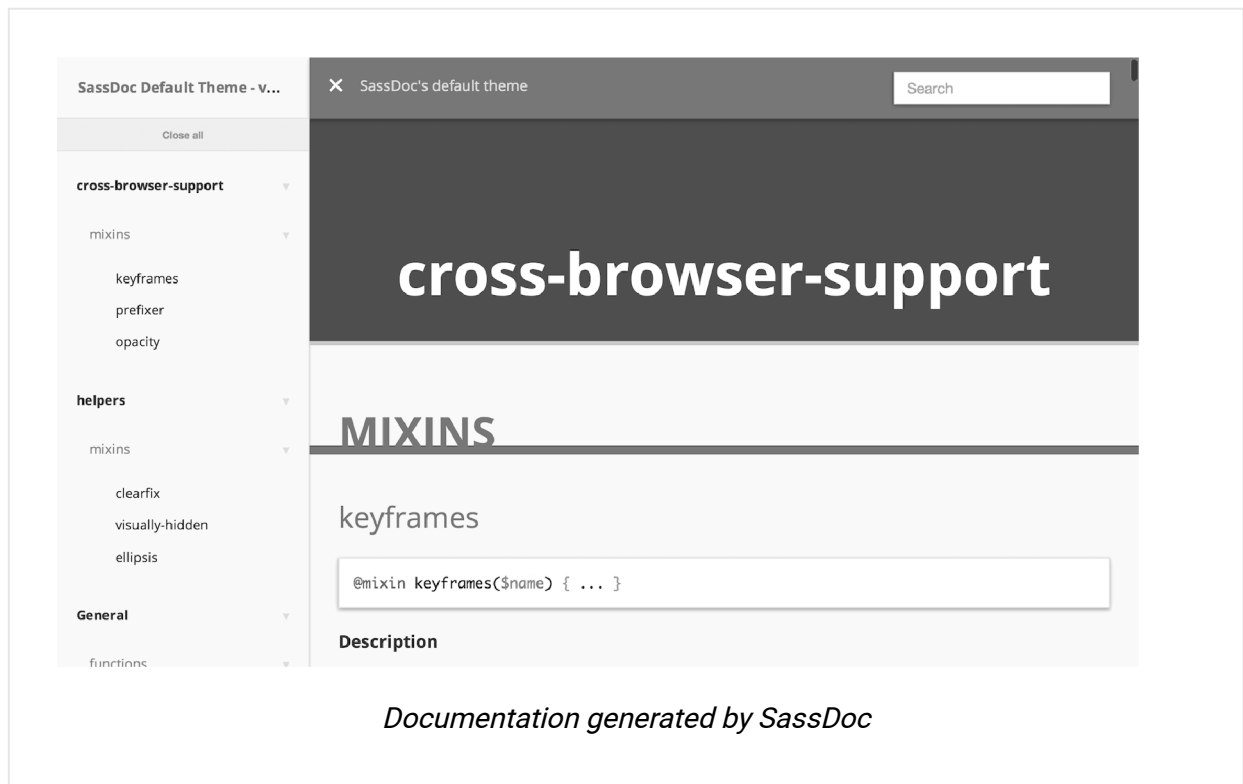 SassDoc Default Theme - v...
Close all
cross-browser-support
mixins
keyframes
prefixer
opacity
helpers
mixins
clearfix
visually-hidden
ellipsis
General
functions
× SassDoc's default theme
Search
cross-browser-support
MIXINS
keyframes
@mixin keyframes($name) { ... }
Description
Documentation generated by SassDoc